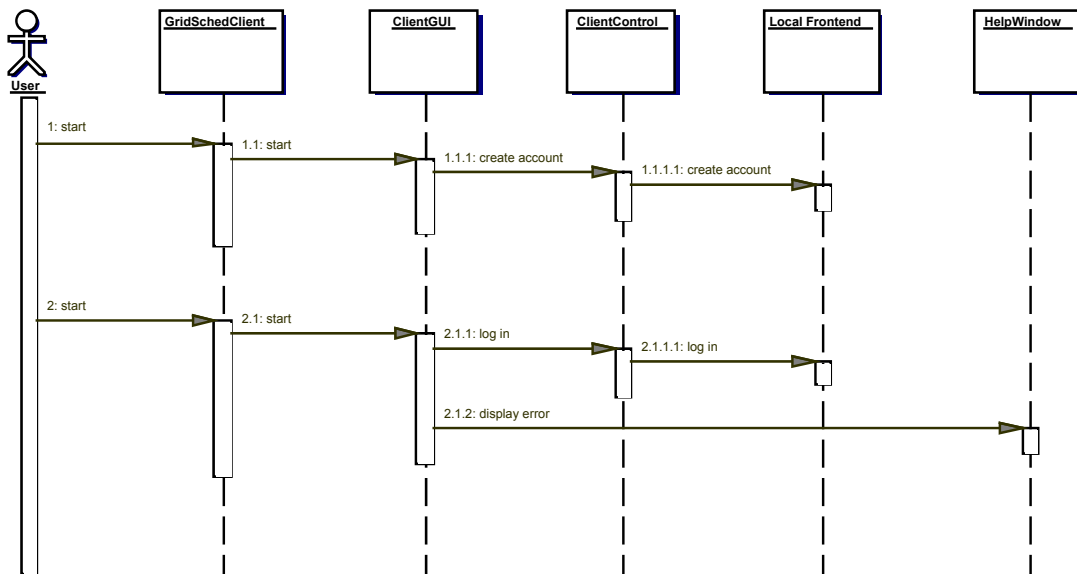 GridSchedClient
ClientGUI
ClientControl
Local Frontend
HelpWindow
User
1: start
1.1: start
1.1.1: create account
1.1.1.1: create account
2: start
2.1: start
2.1.1: log in
2.1.1.1: log in
2.1.2: display error